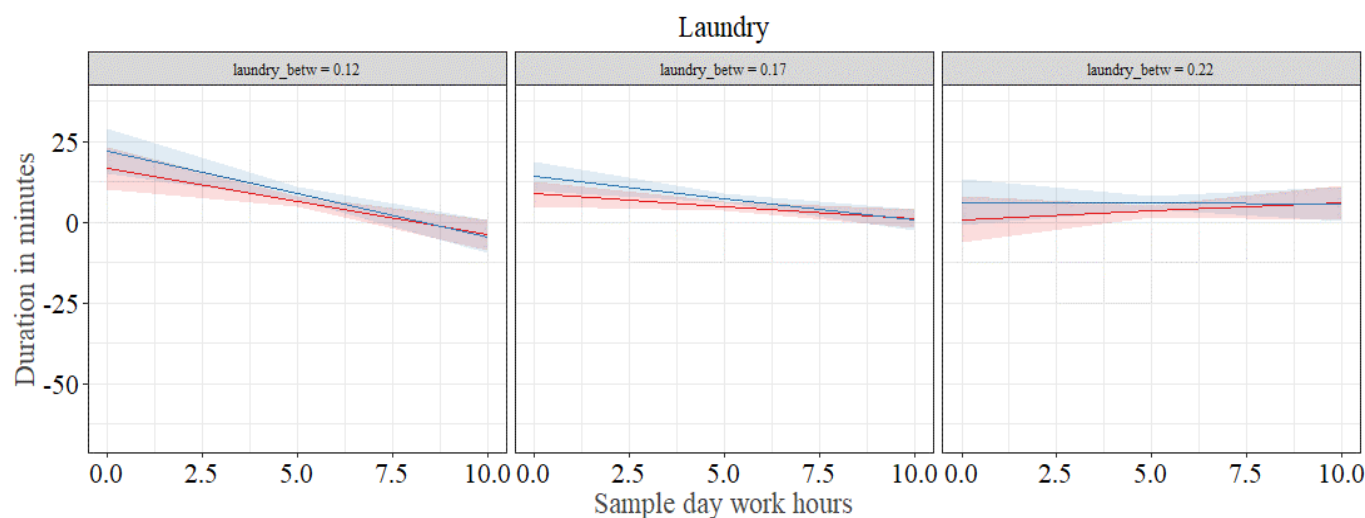 Laundry
laundry_betw = 0.12
laundry_betw = 0.17
laundry_betw = 0.22
Duration in minutes
25
0
-25
-50
0.0 2.5 5.0 7.5 10.0 0.0 2.5 5.0 7.5 10.0 0.0 2.5 5.0 7.5 10.0
Sample day work hours